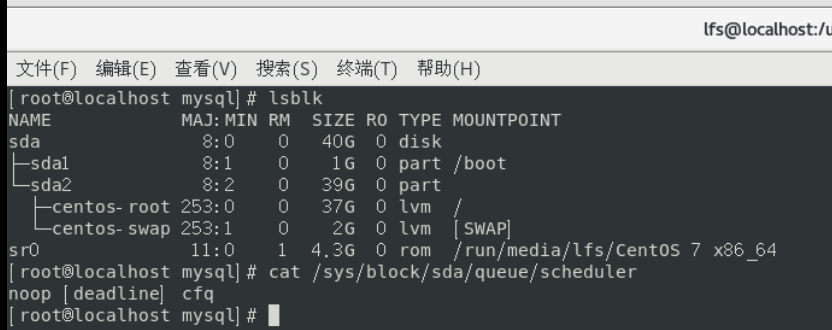 lfs@localhost:/u
文件(F) 编辑(E) 查看(V) 搜索(S) 终端(T) 帮助(H)
[root@localhost mysql]# lsblk
NAME MAJ:MIN RM SIZE RO TYPE MOUNTPOINT
sda 8:0 0 40G 0 disk
├─sda1 8:1 0 1G 0 part /boot
└─sda2 8:2 0 39G 0 part
├─centos-root 253:0 0 37G 0 lvm /
└─centos-swap 253:1 0 2G 0 lvm [SWAP]
sr0 11:0 1 4.3G 0 rom /run/media/lfs/CentOS 7 x86_64
[root@localhost mysql]# cat /sys/block/sda/queue/scheduler
noop [deadline] cfq
[root@localhost mysql]#